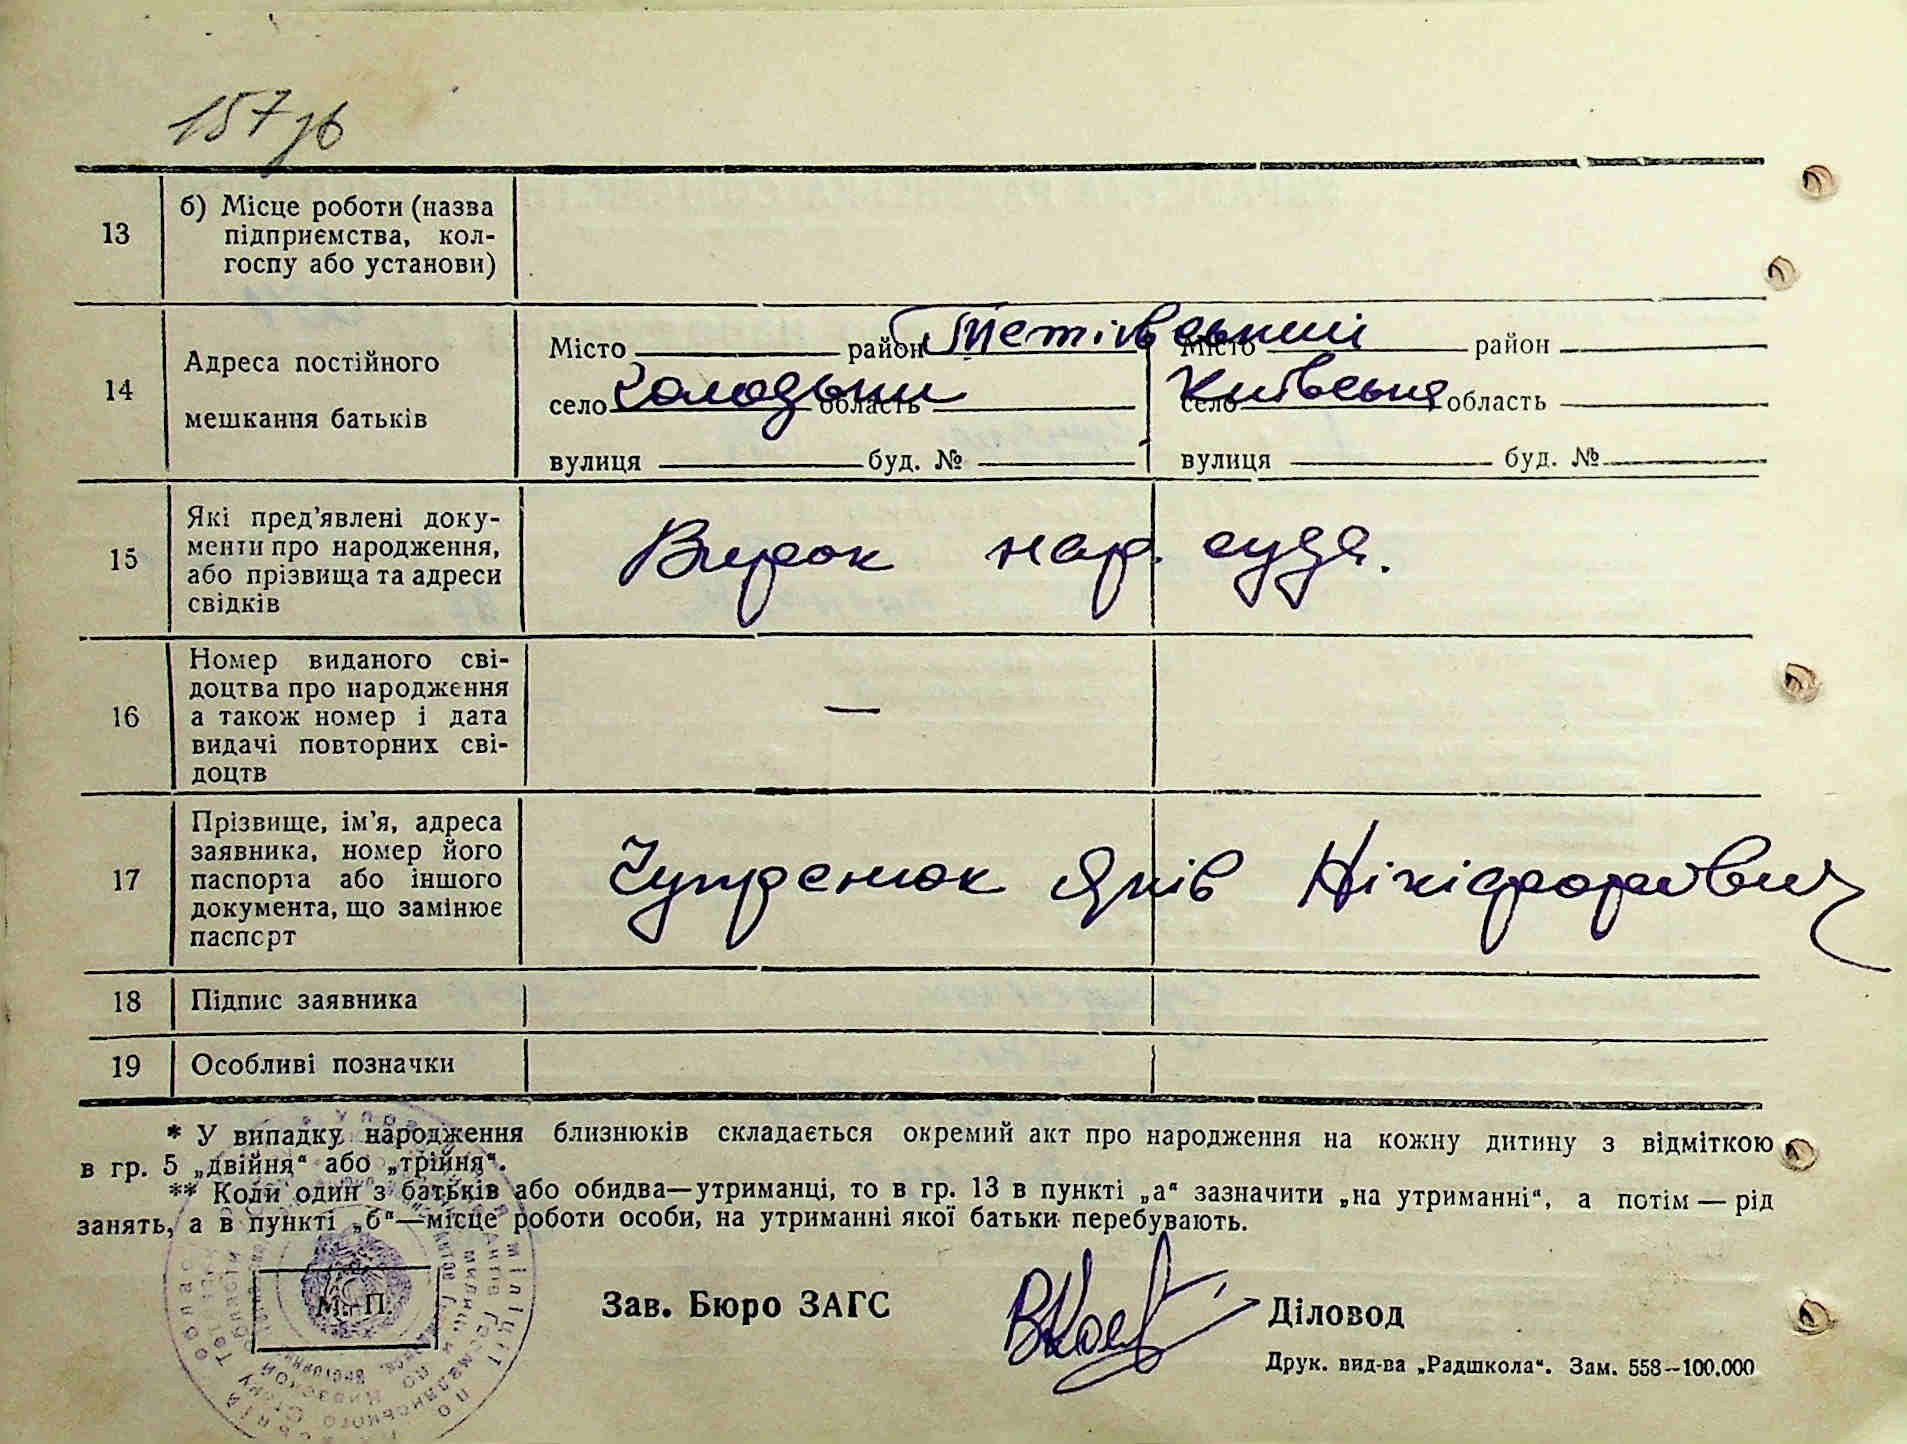 157 зв
13 б) Місце роботи (назва
підприємства, кол-
госпу або установи)
14 Адреса постійного
мешкання батьків
Місто район Тетіївський Місто район
село Голодьки область село Київська область
вулиця буд. № вулиця буд. №
15 Які пред'явлені доку-
менти про народження,
або прізвища та адреси
свідків
Вирок нар. суда.
16 Номер виданого сві-
доцтва про народження
а також номер і дата
видачі повторних сві-
доцтв
—
17 Прізвище, ім'я, адреса
заявника, номер його
паспорта або іншого
документа, що замінює
паспорт
Чупренюк Яків Нікіфорович
18 Підпис заявника
19 Особливі позначки
* У випадку народження близнюків складається окремий акт про народження на кожну дитину з відміткою
в гр. 5 „двійня“ або „трійня“.
** Коли один з батьків або обидва—утриманці, то в гр. 13 в пункті „а“ зазначити „на утриманні“, а потім — рід
занять, а в пункті „б“—місце роботи особи, на утриманні якої батьки перебувають.
М. П.
Зав. Бюро ЗАГС
Діловод
Друк. вид-ва „Радшкола“. Зам. 558—100.000